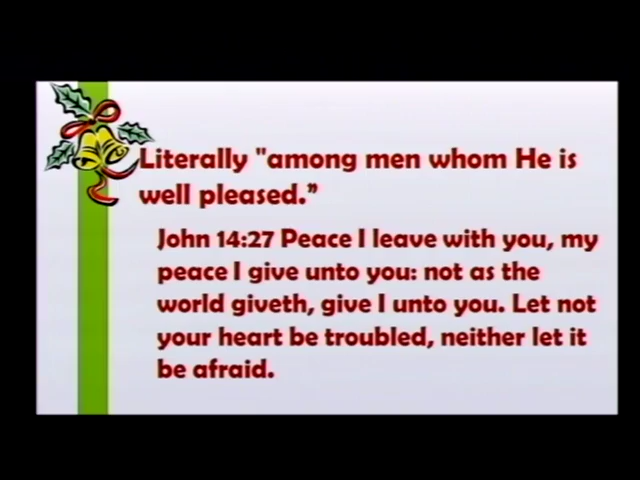 Literally "among men whom He is
well pleased.”
John 14:27 Peace I leave with you, my
peace I give unto you: not as the
world giveth, give I unto you. Let not
your heart be troubled, neither let it
be afraid.